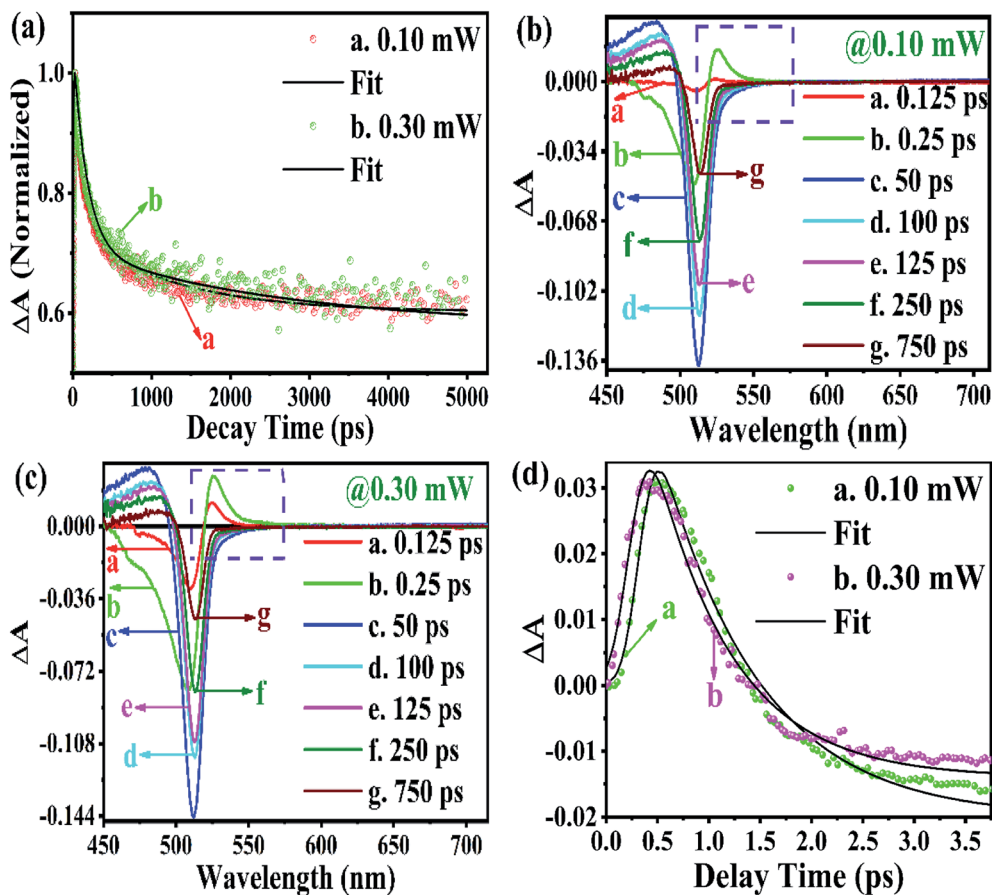 (a)
a. 0.10 mW
Fit
b. 0.30 mW
Fit
b
a
1.0
0.8
0.6
0
1000
2000
3000
4000
5000
ΔA (Normalized)
Decay Time (ps)
(b)
@0.10 mW
a. 0.125 ps
b. 0.25 ps
c. 50 ps
d. 100 ps
e. 125 ps
f. 250 ps
g. 750 ps
a
b
g
c
f
e
d
0.000
-0.034
-0.068
-0.102
-0.136
450
500
550
600
650
700
ΔA
Wavelength (nm)
(c)
@0.30 mW
a. 0.125 ps
b. 0.25 ps
c. 50 ps
d. 100 ps
e. 125 ps
f. 250 ps
g. 750 ps
a
b
g
c
f
e
d
0.000
-0.036
-0.072
-0.108
-0.144
450
500
550
600
650
700
ΔA
Wavelength (nm)
(d)
a. 0.10 mW
Fit
b. 0.30 mW
Fit
a
b
0.03
0.02
0.01
0.00
-0.01
-0.02
0.0
0.5
1.0
1.5
2.0
2.5
3.0
3.5
ΔA
Delay Time (ps)